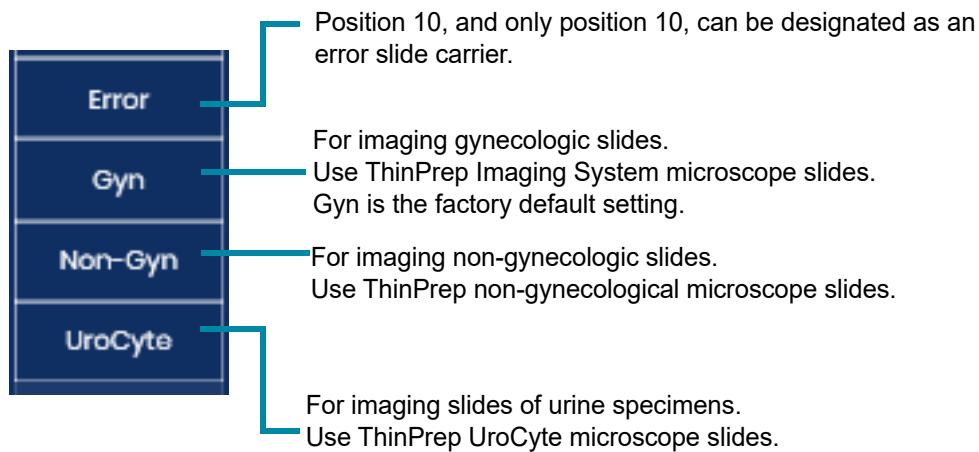 Position 10, and only position 10, can be designated as an
error slide carrier.
Error
For imaging gynecologic slides.
Gyn
Use ThinPrep Imaging System microscope slides.
Gyn is the factory default setting.
Non-Gyn
For imaging non-gynecologic slides.
Use ThinPrep non-gynecological microscope slides.
UroCyte
For imaging slides of urine specimens.
Use ThinPrep UroCyte microscope slides.